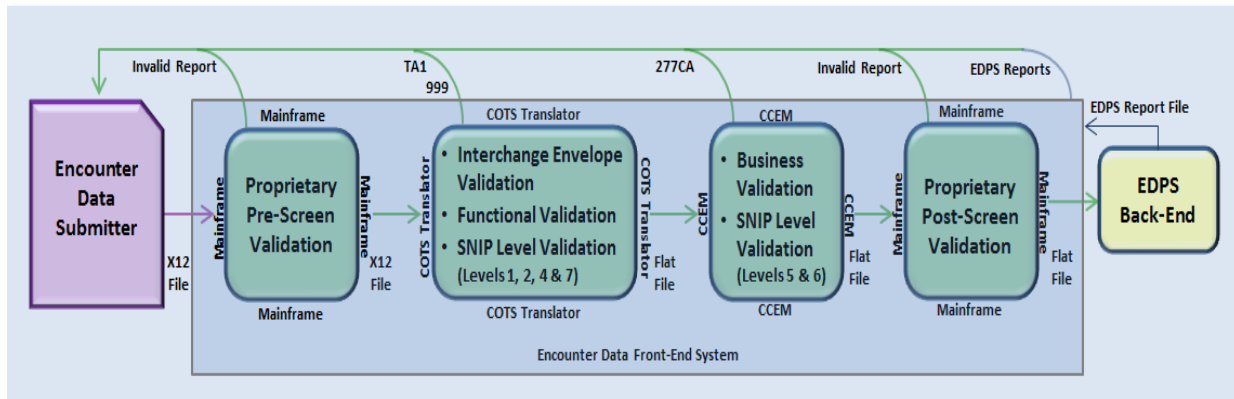 Invalid Report
TA1
999
277CA
Invalid Report
EDPS Reports
EDPS Report File
Encounter
Data
Submitter
X12
File
Mainframe
Mainframe
Proprietary
Pre-Screen
Validation
Mainframe
Mainframe
X12
File
COTS Translator
COTS Translator
• Interchange Envelope
Validation
• Functional Validation
• SNIP Level Validation
(Levels 1, 2, 4 & 7)
COTS Translator
COTS Translator
Flat
File
CCEM
CCEM
• Business
Validation
• SNIP Level
Validation
(Levels 5 & 6)
CCEM
CCEM
Flat
File
Mainframe
Mainframe
Proprietary
Post-Screen
Validation
Mainframe
Mainframe
Flat
File
EDPS
Back-End
Encounter Data Front-End System